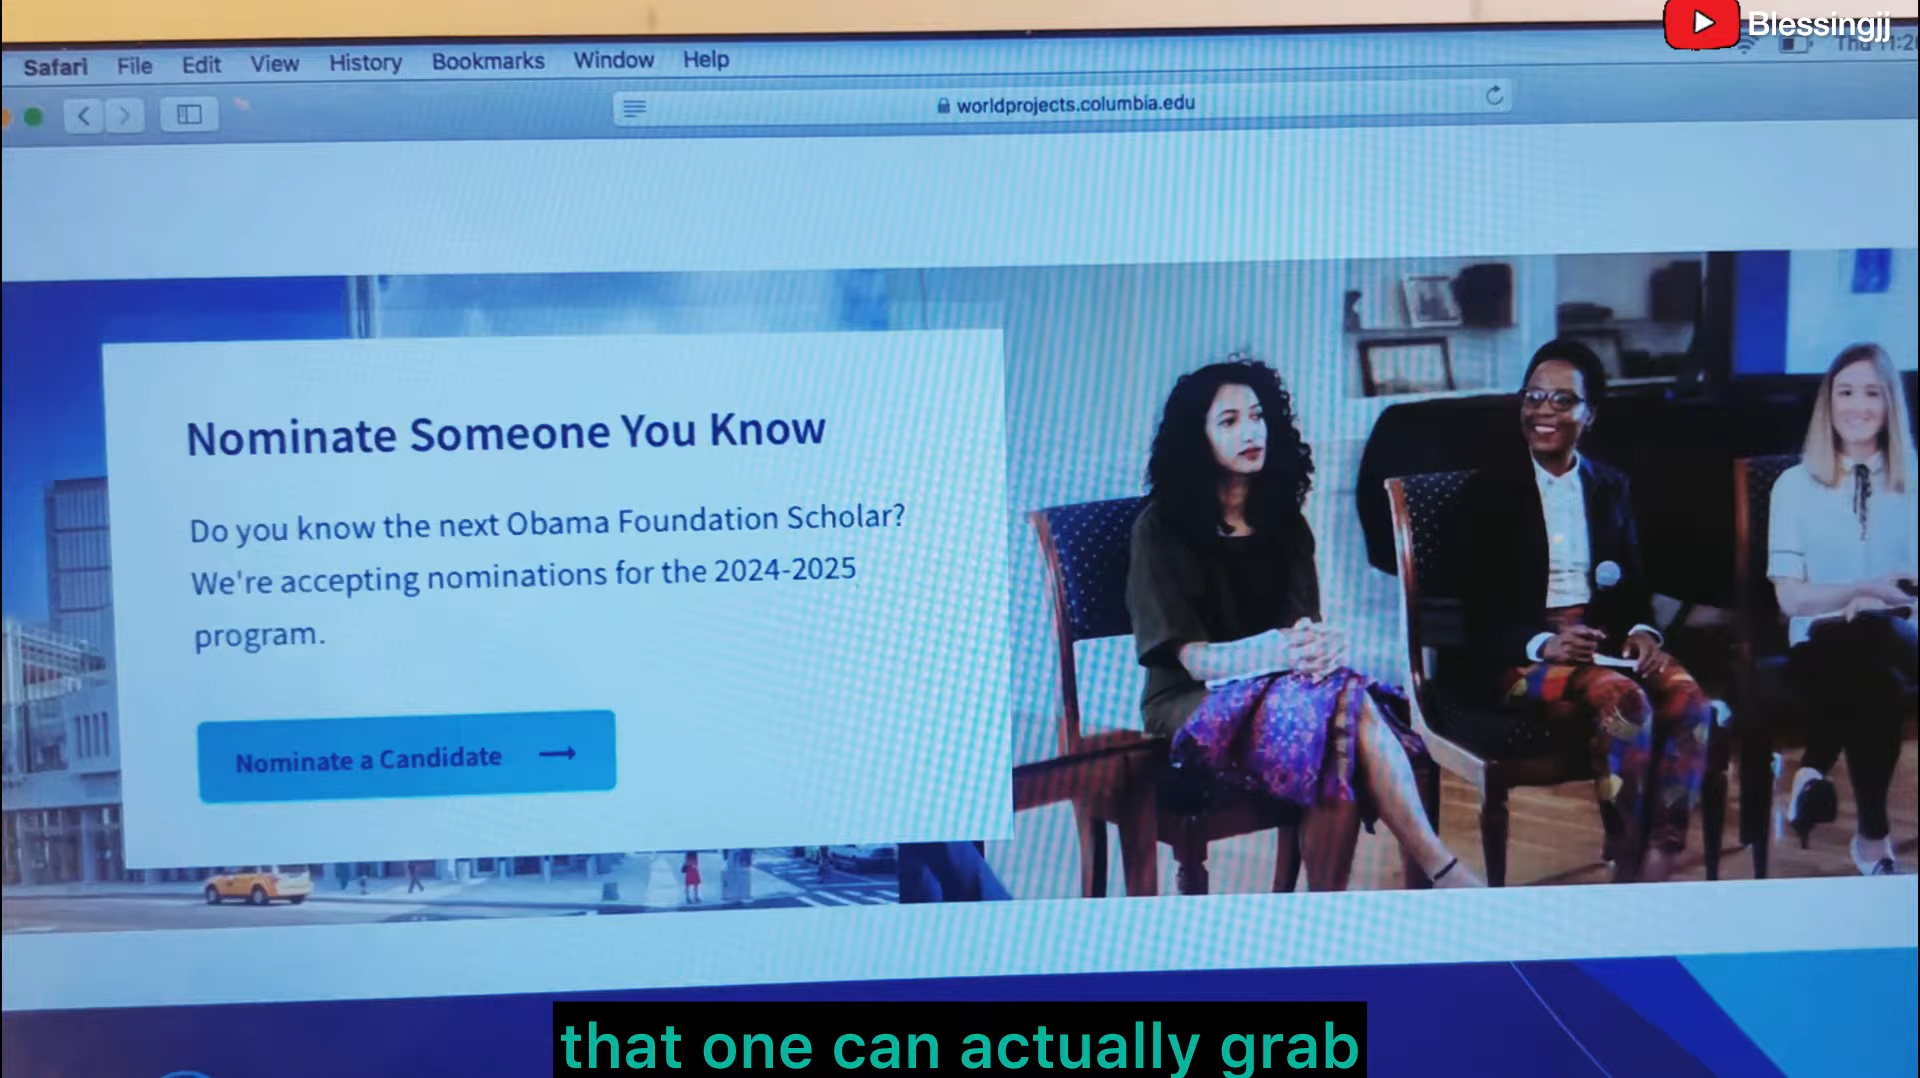 Blessingjj
Safari File Edit View History Bookmarks Window Help
worldprojects.columbia.edu
Nominate Someone You Know
Do you know the next Obama Foundation Scholar?
We're accepting nominations for the 2024-2025
program.
Nominate a Candidate
that one can actually grab